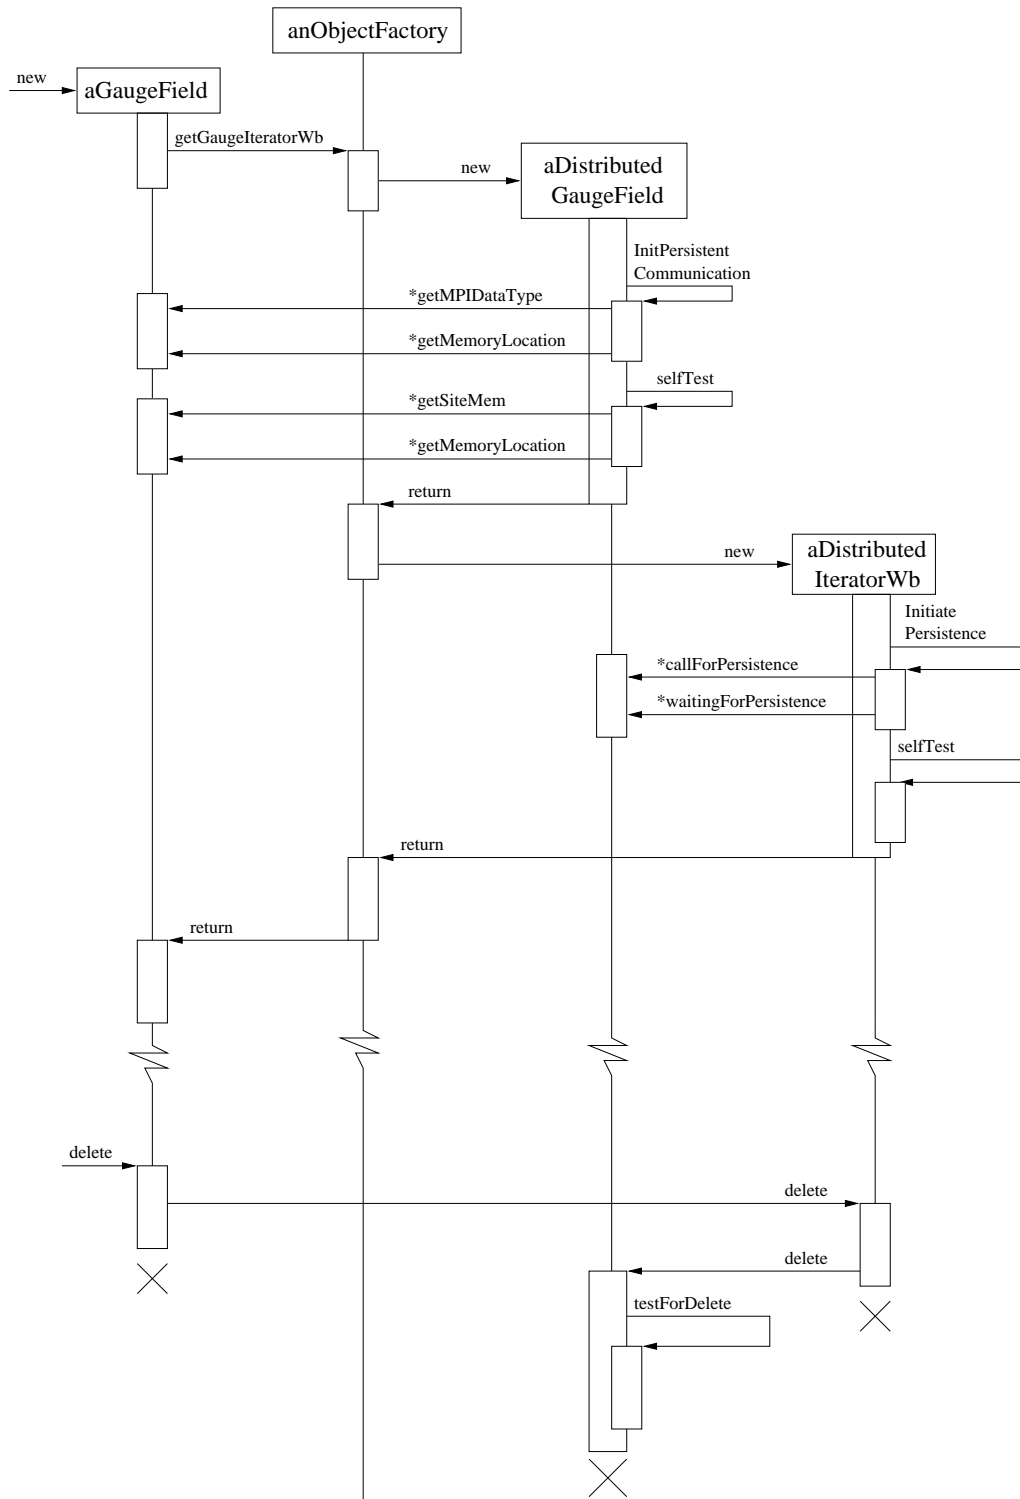 anObjectFactory
new
aGaugeField
getGaugeIteratorWb
new
aDistributed
GaugeField
InitPersistent
Communication
*getMPIDataType
*getMemoryLocation
selfTest
*getSiteMem
*getMemoryLocation
return
new
aDistributed
IteratorWb
Initiate
Persistence
*callForPersistence
*waitingForPersistence
selfTest
return
return
delete
delete
delete
testForDelete